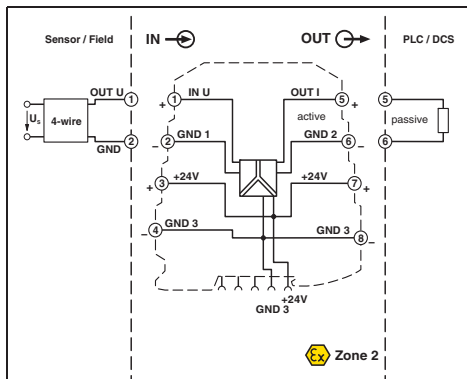 Sensor / Field
IN
OUT
PLC / DCS
OUT U
1
1
IN U
OUT I
5
5
+
+
Us
4-wire
active
passive
GND
2
2
GND 1
GND 2
6
6
–
–
3
+24V
+24V
7
+
+
4
GND 3
GND 3
8
–
–
+24V
GND 3
Ex
Zone 2